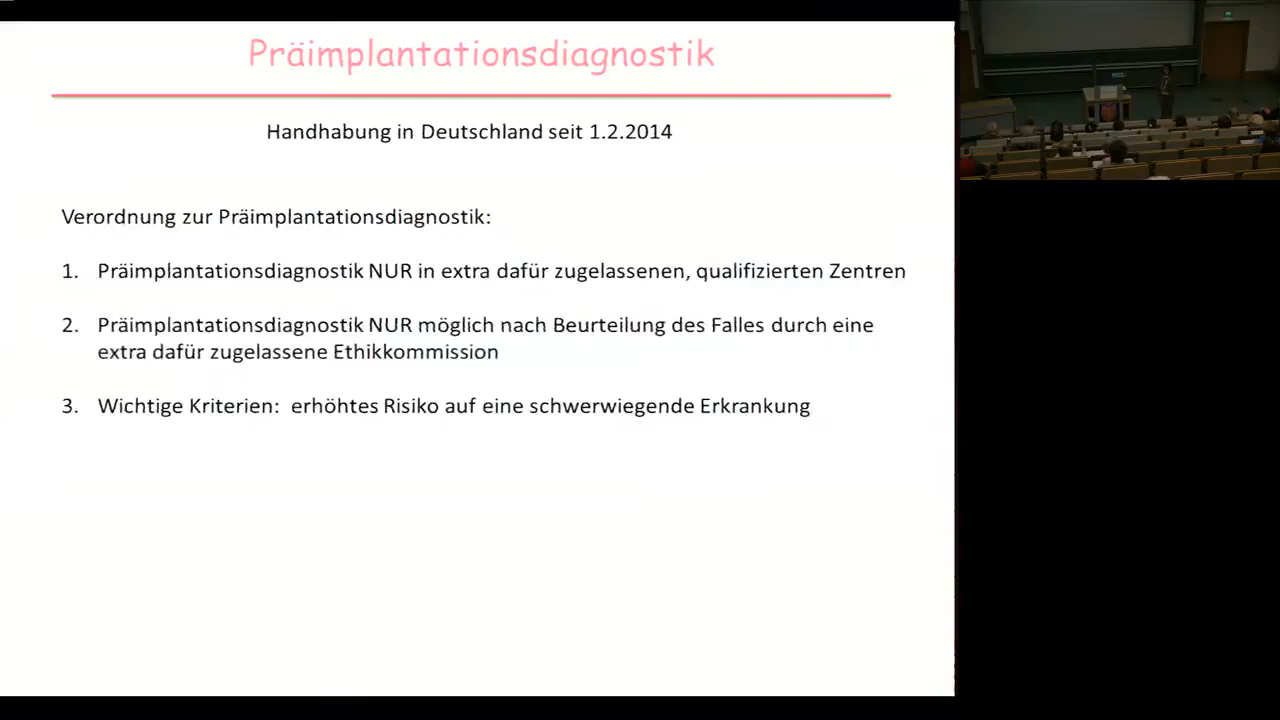 Präimplantationsdiagnostik
Handhabung in Deutschland seit 1.2.2014
Verordnung zur Präimplantationsdiagnostik:
1. Präimplantationsdiagnostik NUR in extra dafür zugelassenen, qualifizierten Zentren
2. Präimplantationsdiagnostik NUR möglich nach Beurteilung des Falles durch eine
extra dafür zugelassene Ethikkommission
3. Wichtige Kriterien: erhöhtes Risiko auf eine schwerwiegende Erkrankung